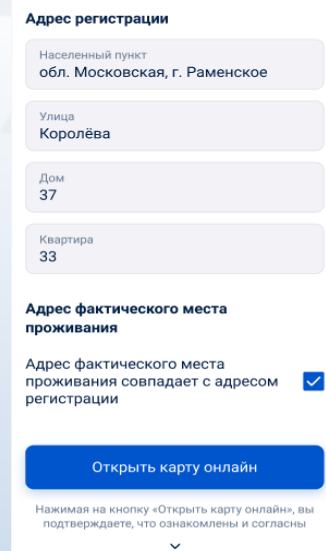 Адрес регистрации
Населенный пункт
обл. Московская, г. Раменское
Улица
Королёва
Дом
37
Квартира
33
Адрес фактического места
проживания
Адрес фактического места
проживания совпадает с адресом
регистрации
Открыть карту онлайн
Нажимая на кнопку «Открыть карту онлайн», вы
подтверждаете, что ознакомлены и согласны